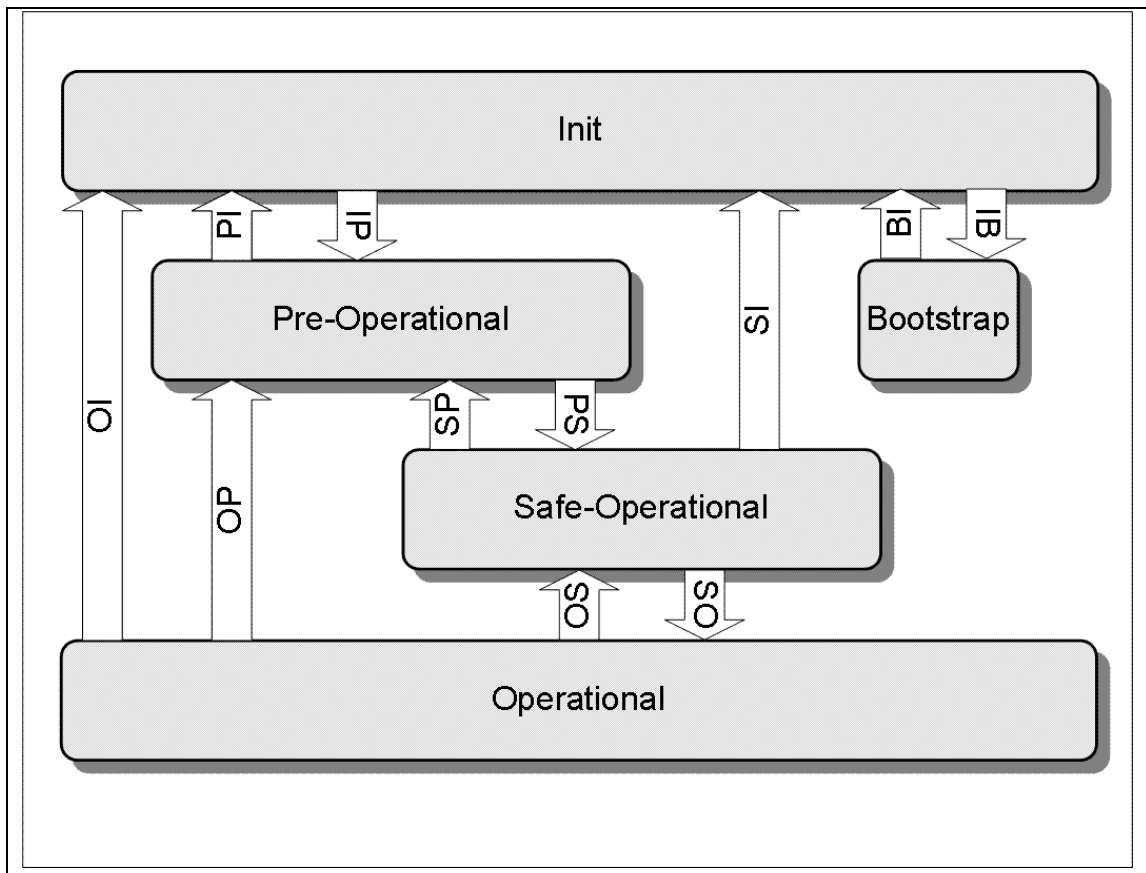 Init
PI
IP
BI
IB
Pre-Operational
Bootstrap
SI
OI
SP
PS
OP
Safe-Operational
OS
SO
Operational